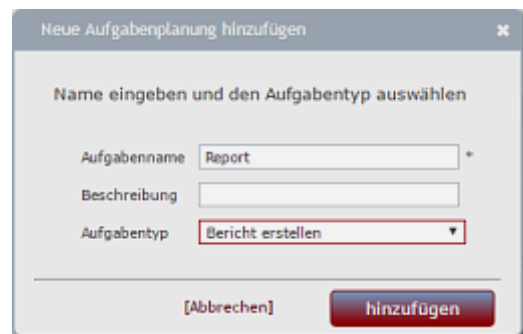 Neue Aufgabenplanung hinzufügen
Name eingeben und den Aufgabentyp auswählen
Aufgabenname Report *
Beschreibung
Aufgabentyp Bericht erstellen
[Abbrechen] hinzufügen